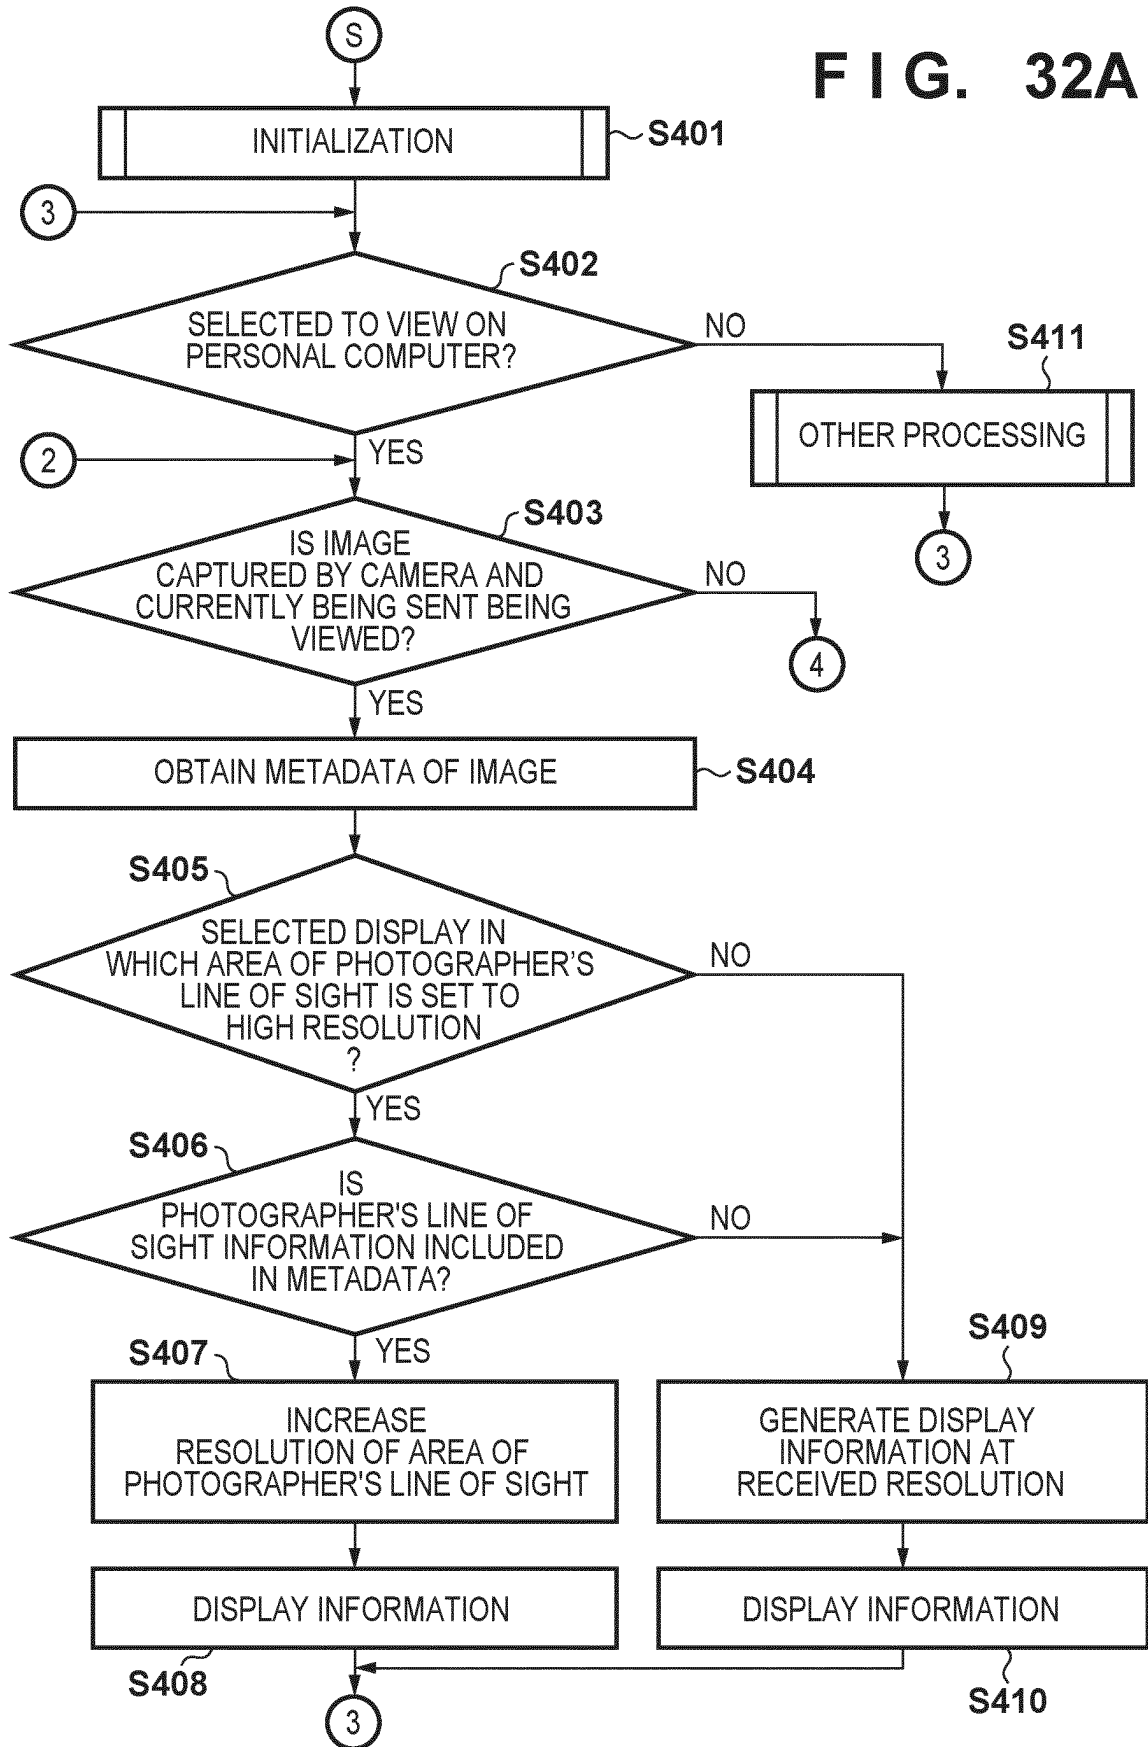 S
F I G. 32A
INITIALIZATION
S401
3
S402
SELECTED TO VIEW ON
PERSONAL COMPUTER?
NO
S411
OTHER PROCESSING
3
YES
2
S403
IS IMAGE
CAPTURED BY CAMERA AND
CURRENTLY BEING SENT BEING
VIEWED?
NO
4
YES
OBTAIN METADATA OF IMAGE
S404
S405
SELECTED DISPLAY IN
WHICH AREA OF PHOTOGRAPHER'S
LINE OF SIGHT IS SET TO
HIGH RESOLUTION
?
NO
YES
S406
IS
PHOTOGRAPHER'S LINE OF
SIGHT INFORMATION INCLUDED
IN METADATA?
NO
YES
S407
INCREASE
RESOLUTION OF AREA OF
PHOTOGRAPHER'S LINE OF SIGHT
S409
GENERATE DISPLAY
INFORMATION AT
RECEIVED RESOLUTION
DISPLAY INFORMATION
S408
DISPLAY INFORMATION
S410
3